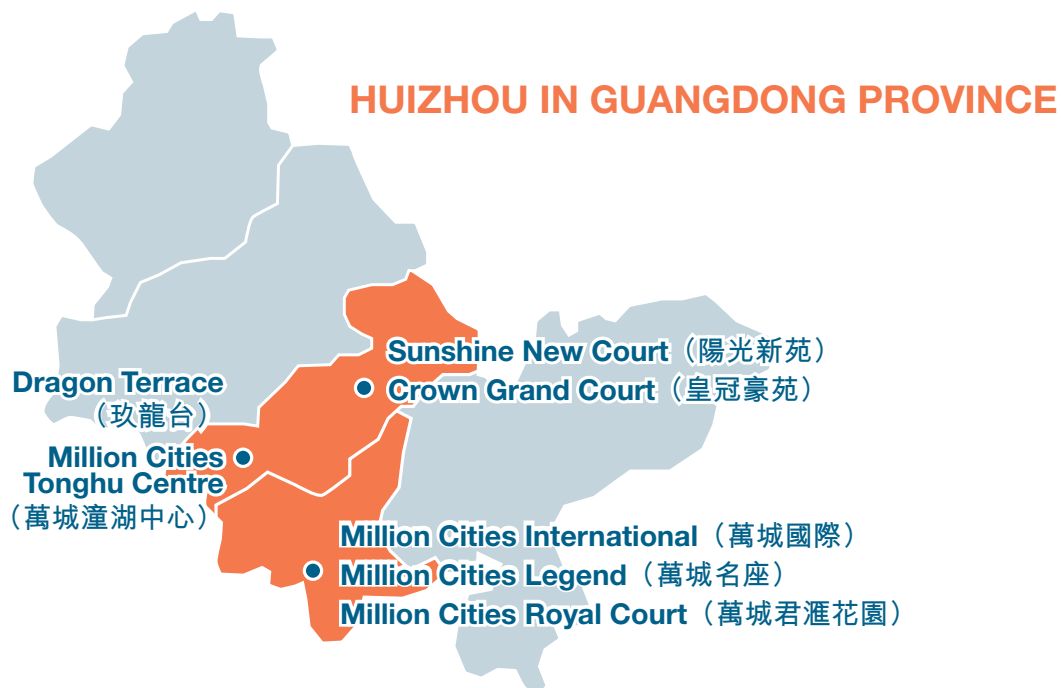 HUIZHOU IN GUANGDONG PROVINCE
Sunshine New Court（陽光新苑）
Crown Grand Court（皇冠豪苑）
Dragon Terrace
（玖龍台）
Million Cities
Tonghu Centre
（萬城潼湖中心）
Million Cities International（萬城國際）
Million Cities Legend（萬城名座）
Million Cities Royal Court（萬城君滙花園）